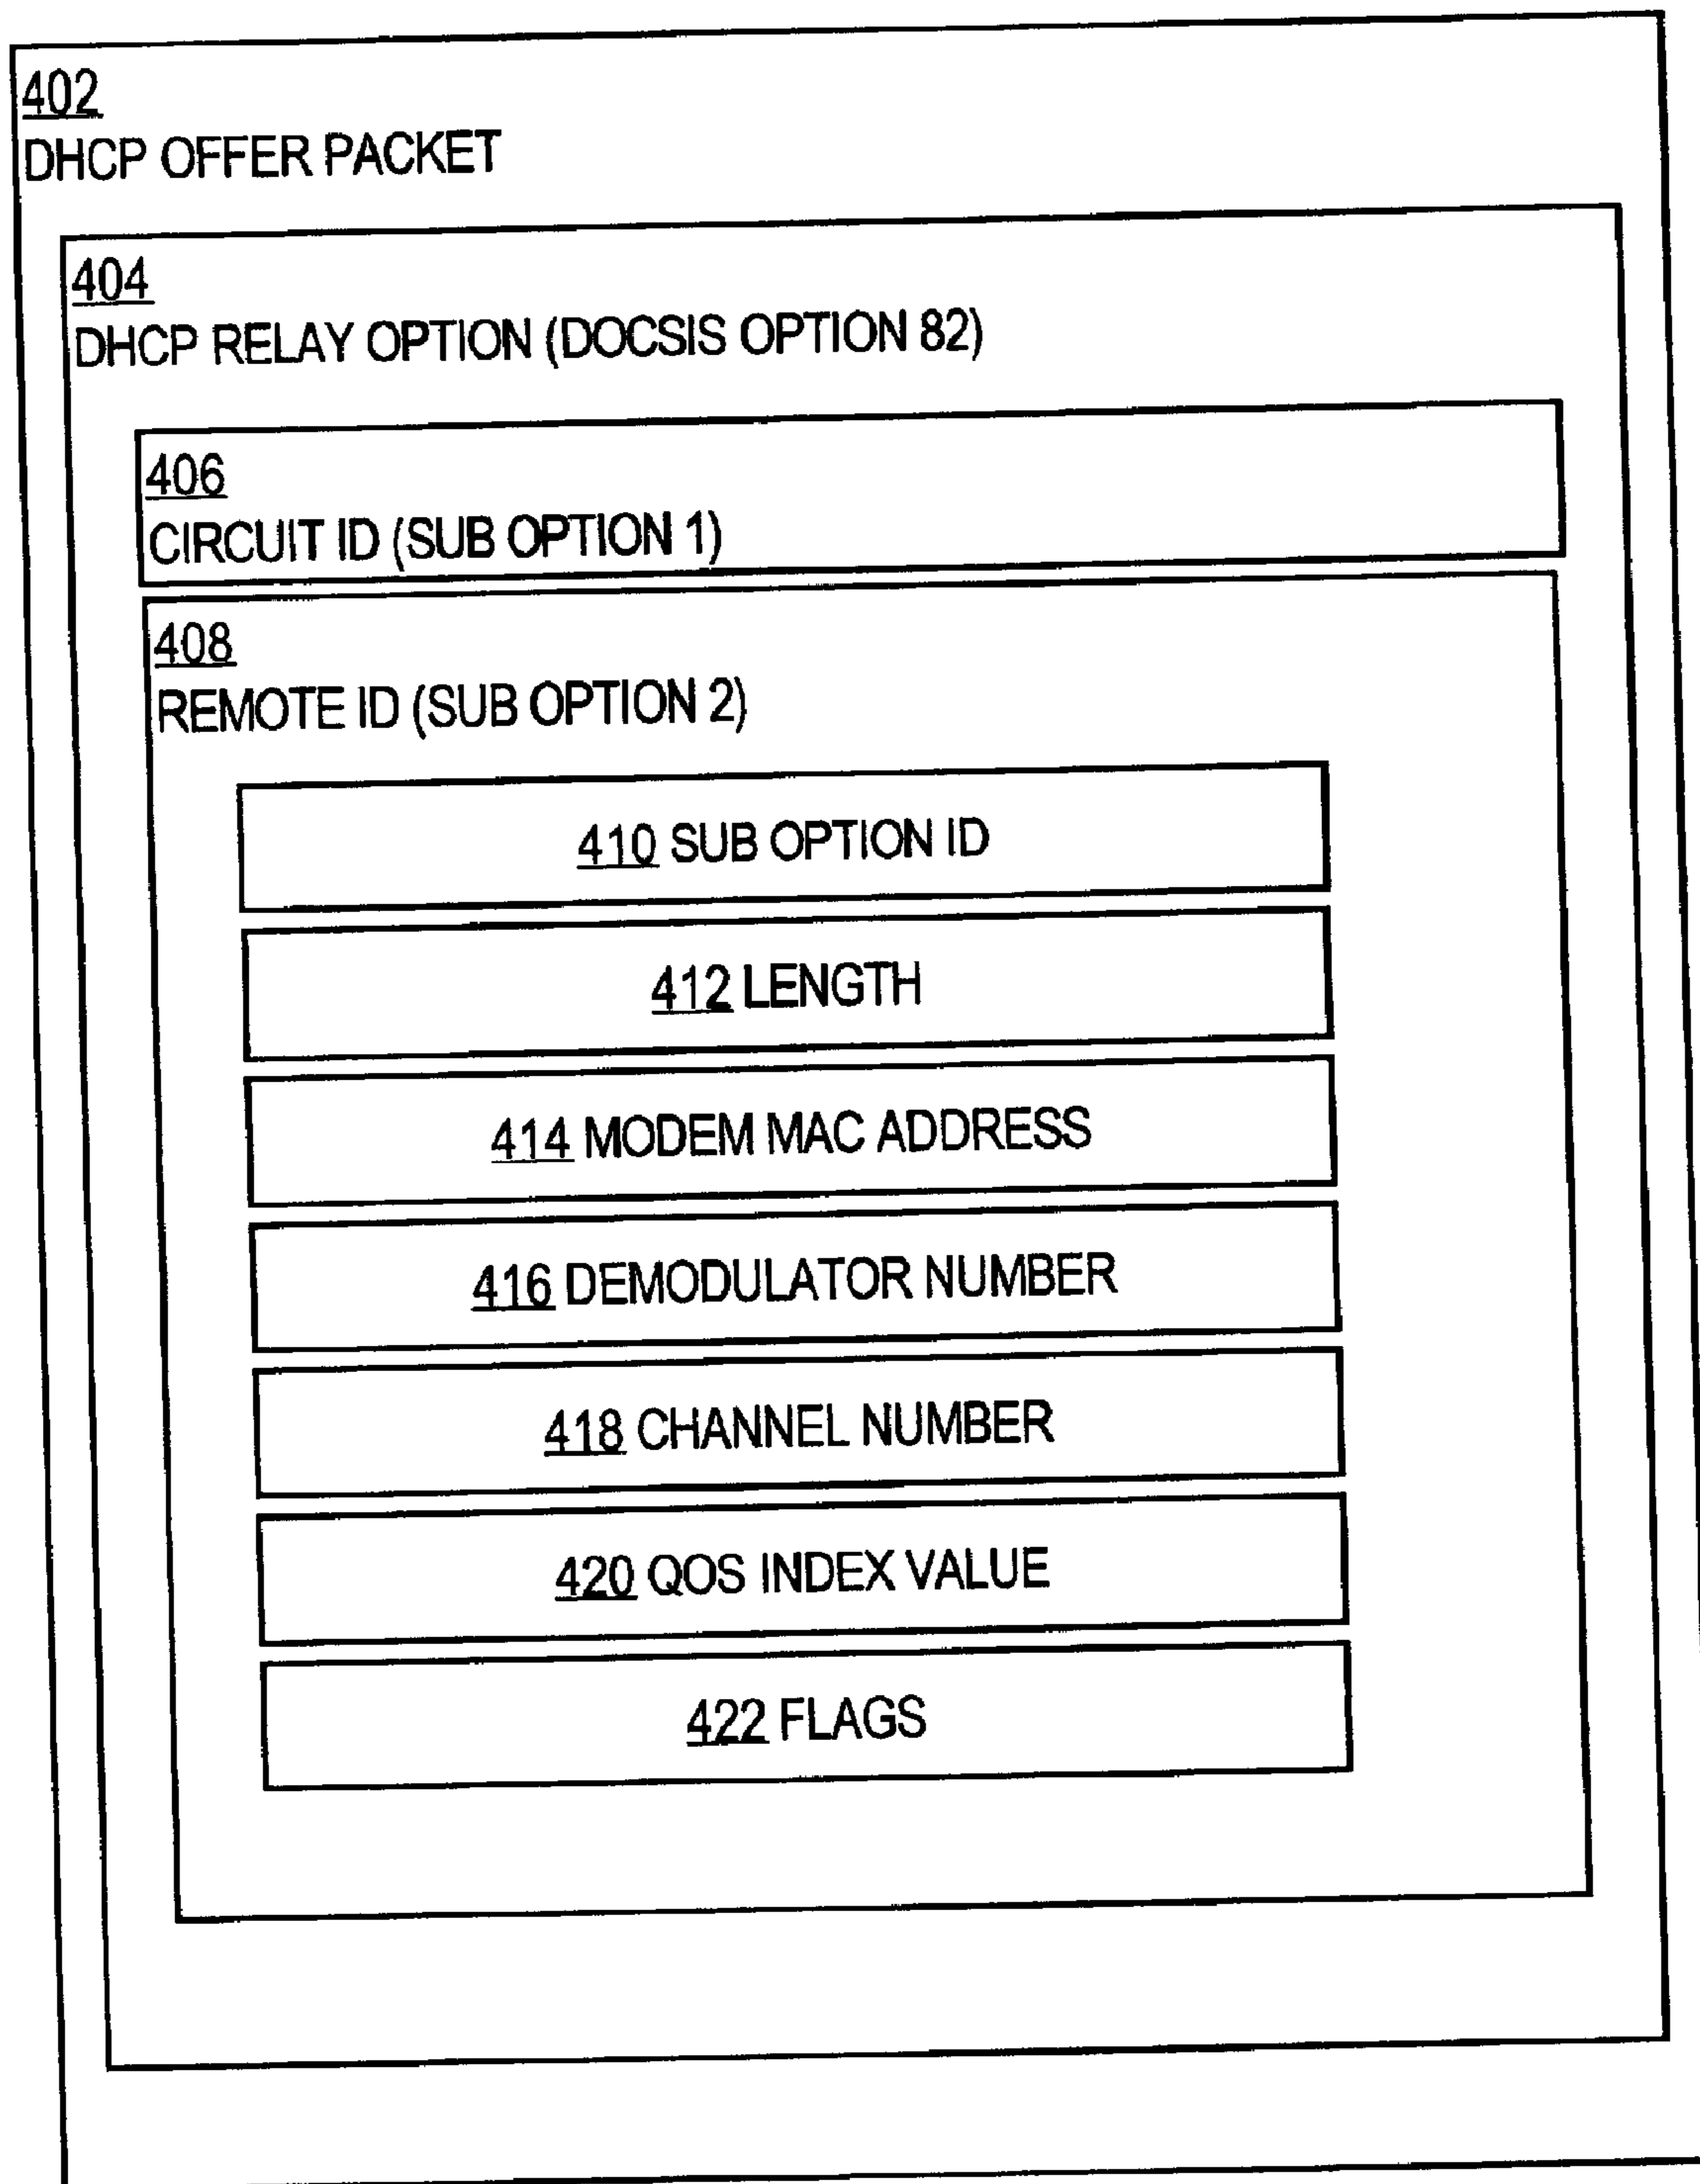 402
DHCP OFFER PACKET
404
DHCP RELAY OPTION (DOCSIS OPTION 82)
406
CIRCUIT ID (SUB OPTION 1)
408
REMOTE ID (SUB OPTION 2)
410 SUB OPTION ID
412 LENGTH
414 MODEM MAC ADDRESS
416 DEMODULATOR NUMBER
418 CHANNEL NUMBER
420 QOS INDEX VALUE
422 FLAGS